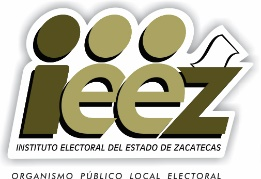 ieez
INSTITUTO ELECTORAL DEL ESTADO DE ZACATECAS
ORGANISMO PÚBLICO LOCAL ELECTORAL